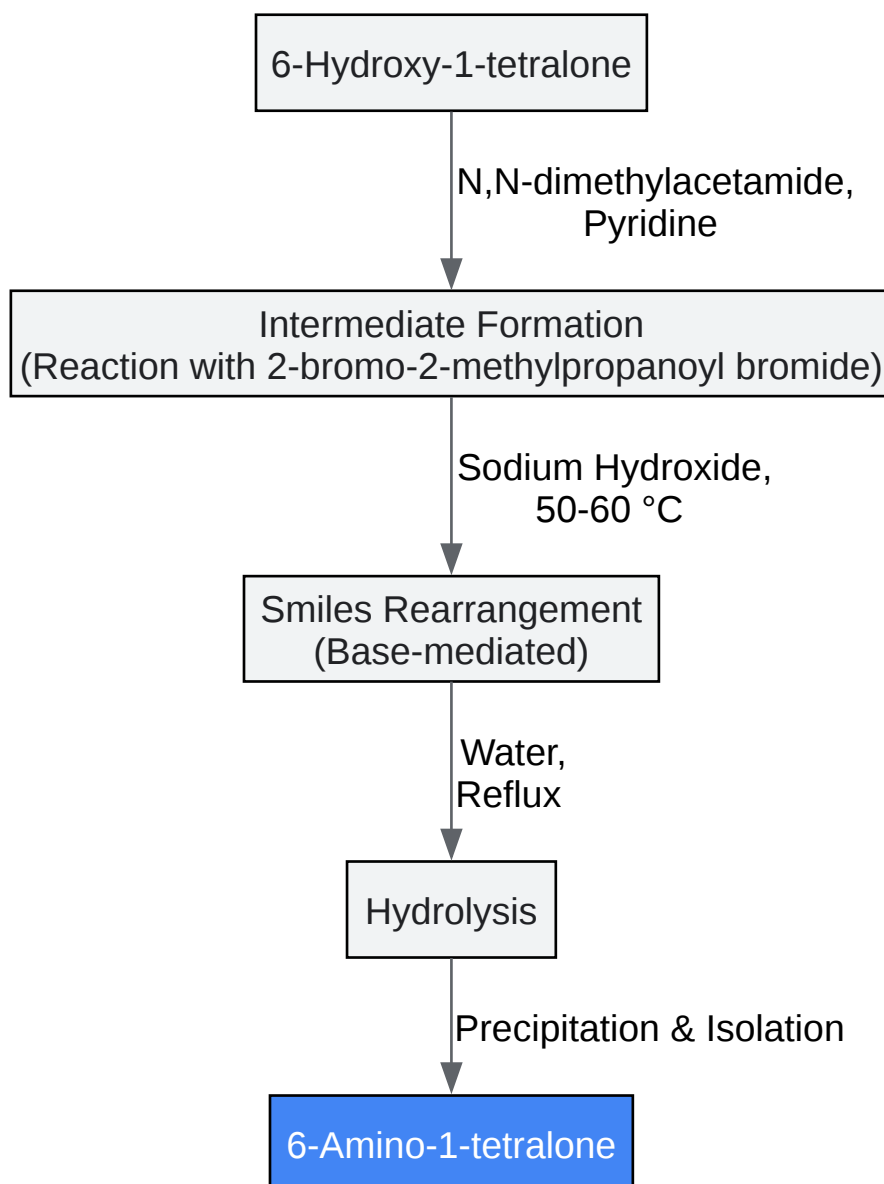 6-Hydroxy-1-tetralone
N,N-dimethylacetamide,
Pyridine
Intermediate Formation
(Reaction with 2-bromo-2-methylpropanoyl bromide)
Sodium Hydroxide,
50-60 °C
Smiles Rearrangement
(Base-mediated)
Water,
Reflux
Hydrolysis
Precipitation & Isolation
6-Amino-1-tetralone